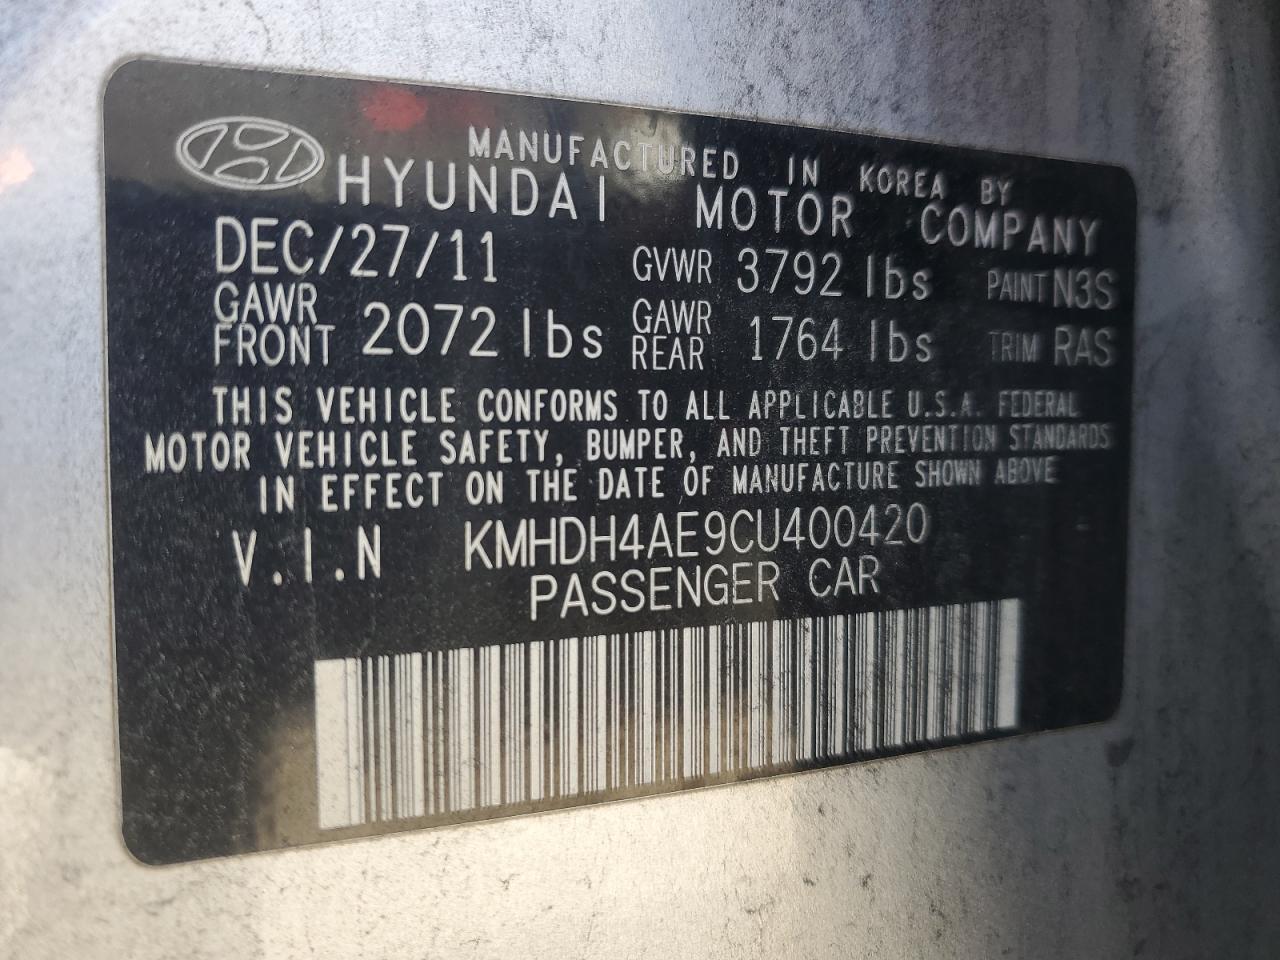 MANUFACTURED IN KOREA BY
HYUNDAI MOTOR COMPANY
DEC/27/11 GVWR 3792 lbs PAINT N3S
GAWR FRONT 2072 lbs GAWR REAR 1764 lbs TRIM RAS
THIS VEHICLE CONFORMS TO ALL APPLICABLE U.S.A. FEDERAL
MOTOR VEHICLE SAFETY, BUMPER, AND THEFT PREVENTION STANDARDS
IN EFFECT ON THE DATE OF MANUFACTURE SHOWN ABOVE
V.I.N KMHDH4AE9CU400420
PASSENGER CAR